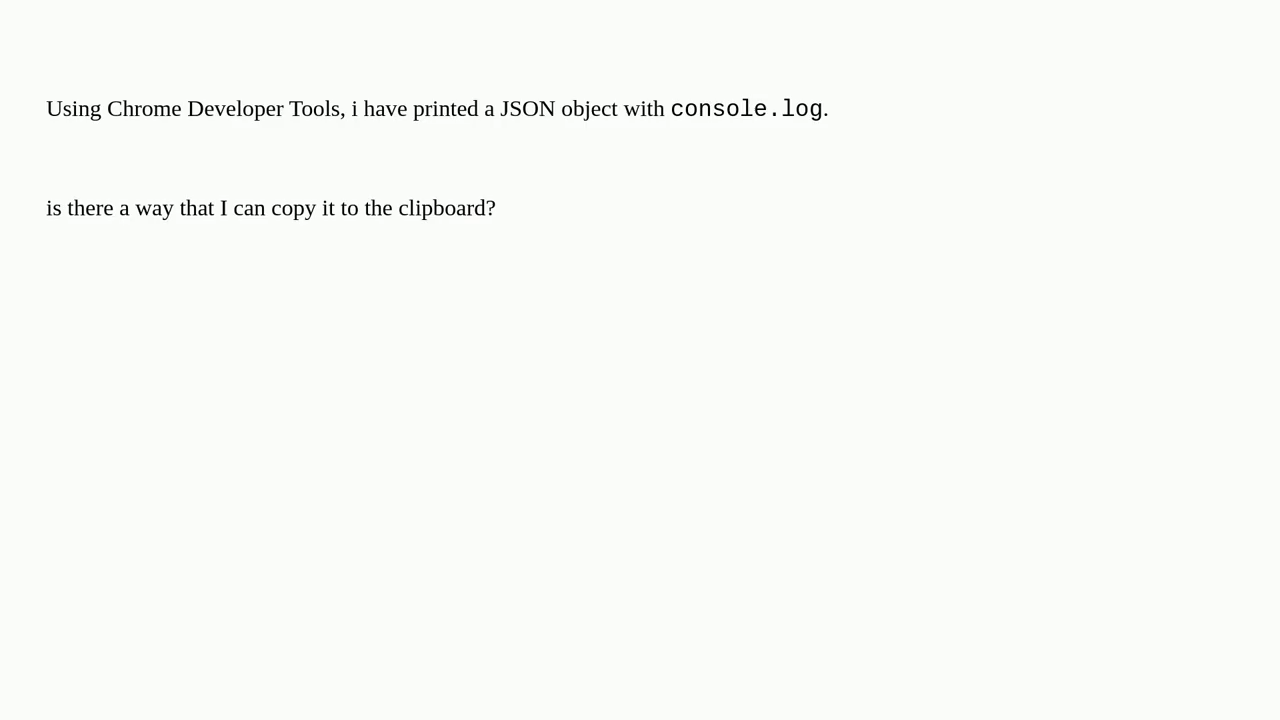 Using Chrome Developer Tools, i have printed a JSON object with console.log.
is there a way that I can copy it to the clipboard?